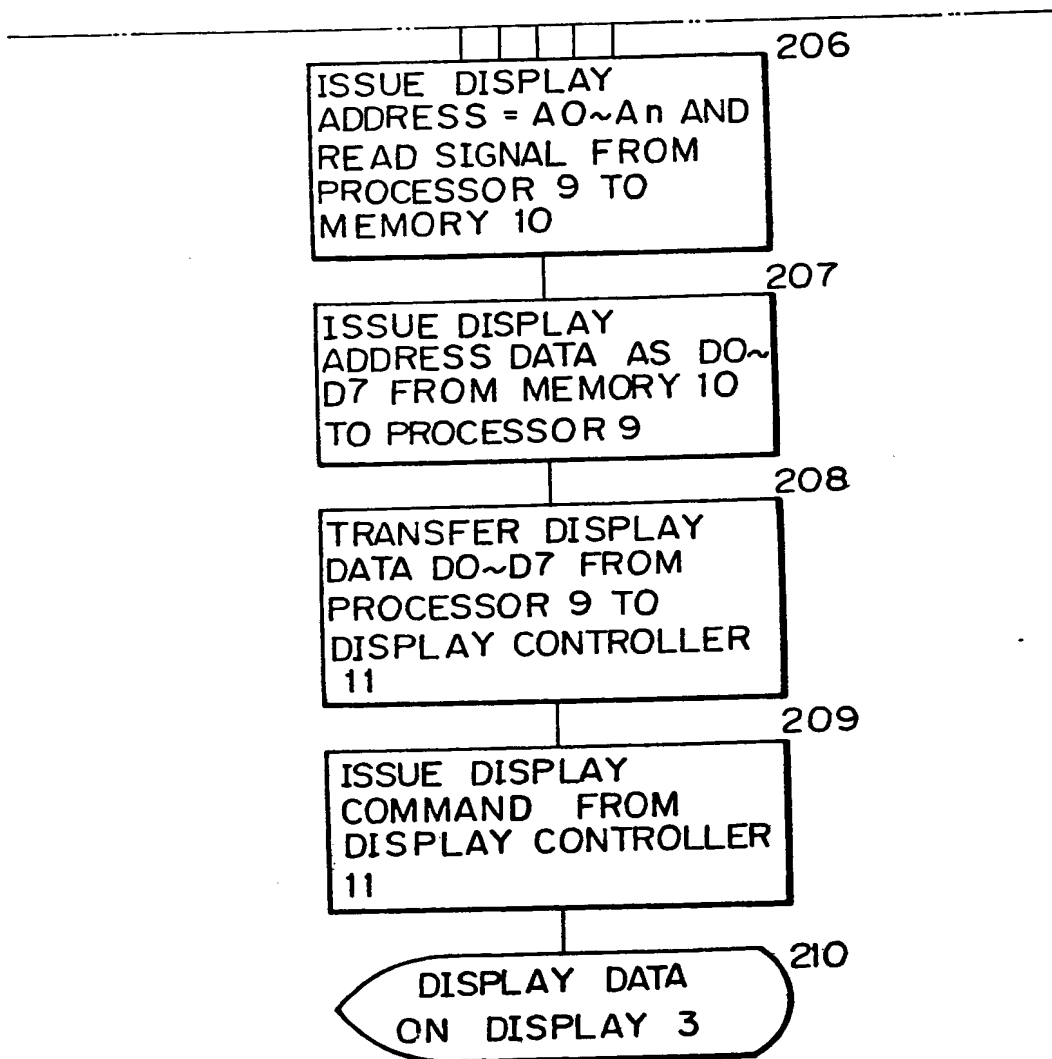 206
ISSUE DISPLAY
ADDRESS = A0~An AND
READ SIGNAL FROM
PROCESSOR 9 TO
MEMORY 10
207
ISSUE DISPLAY
ADDRESS DATA AS D0~
D7 FROM MEMORY 10
TO PROCESSOR 9
208
TRANSFER DISPLAY
DATA D0~D7 FROM
PROCESSOR 9 TO
DISPLAY CONTROLLER
11
209
ISSUE DISPLAY
COMMAND FROM
DISPLAY CONTROLLER
11
210
DISPLAY DATA
ON DISPLAY 3